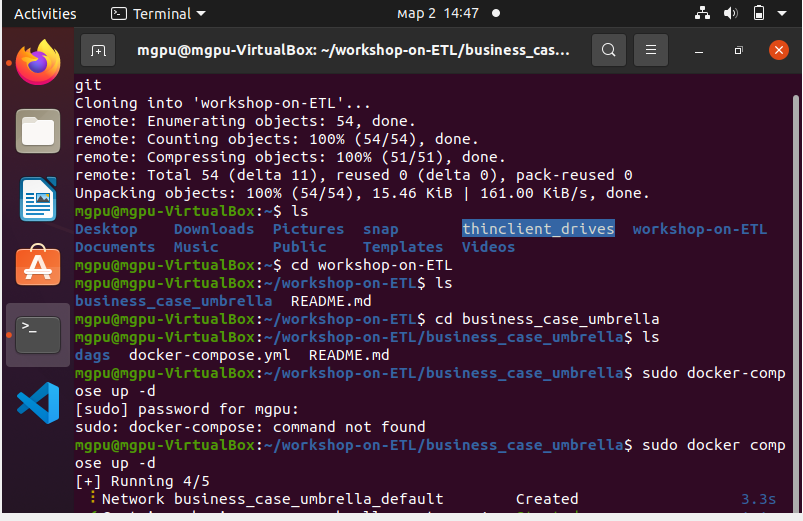 Activities Terminal мар 2 14:47
mgpu@mgpu-VirtualBox: ~/workshop-on-ETL/business_cas...
git
Cloning into 'workshop-on-ETL'...
remote: Enumerating objects: 54, done.
remote: Counting objects: 100% (54/54), done.
remote: Compressing objects: 100% (51/51), done.
remote: Total 54 (delta 11), reused 0 (delta 0), pack-reused 0
Unpacking objects: 100% (54/54), 15.46 KiB | 161.00 KiB/s, done.
mgpu@mgpu-VirtualBox:~$ ls
Desktop Downloads Pictures snap thinclient_drives workshop-on-ETL
Documents Music Public Templates Videos
mgpu@mgpu-VirtualBox:~$ cd workshop-on-ETL
mgpu@mgpu-VirtualBox:~/workshop-on-ETL$ ls
business_case_umbrella README.md
mgpu@mgpu-VirtualBox:~/workshop-on-ETL$ cd business_case_umbrella
mgpu@mgpu-VirtualBox:~/workshop-on-ETL/business_case_umbrella$ ls
dags docker-compose.yml README.md
mgpu@mgpu-VirtualBox:~/workshop-on-ETL/business_case_umbrella$ sudo docker-comp
ose up -d
[sudo] password for mgpu:
sudo: docker-compose: command not found
mgpu@mgpu-VirtualBox:~/workshop-on-ETL/business_case_umbrella$ sudo docker comp
ose up -d
[+] Running 4/5
Network business_case_umbrella_default Created 3.3s